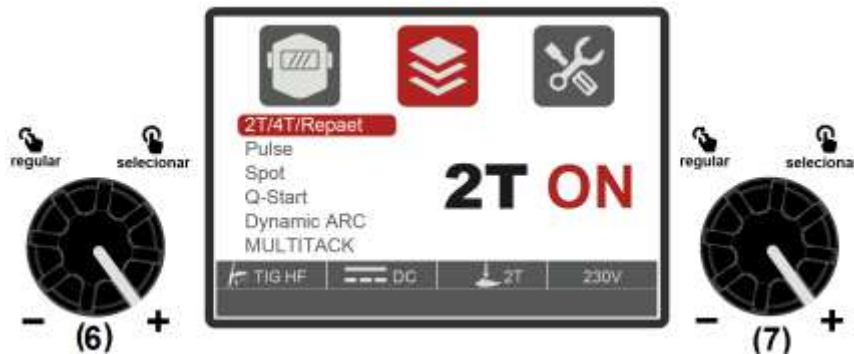 2T/4T/Repaet
Pulse
Spot
Q-Start
Dynamic ARC
MULTITACK
2T ON
TIG HF DC 2T 230V
regular selecionar
- (6) +
regular seleciona
- (7) +